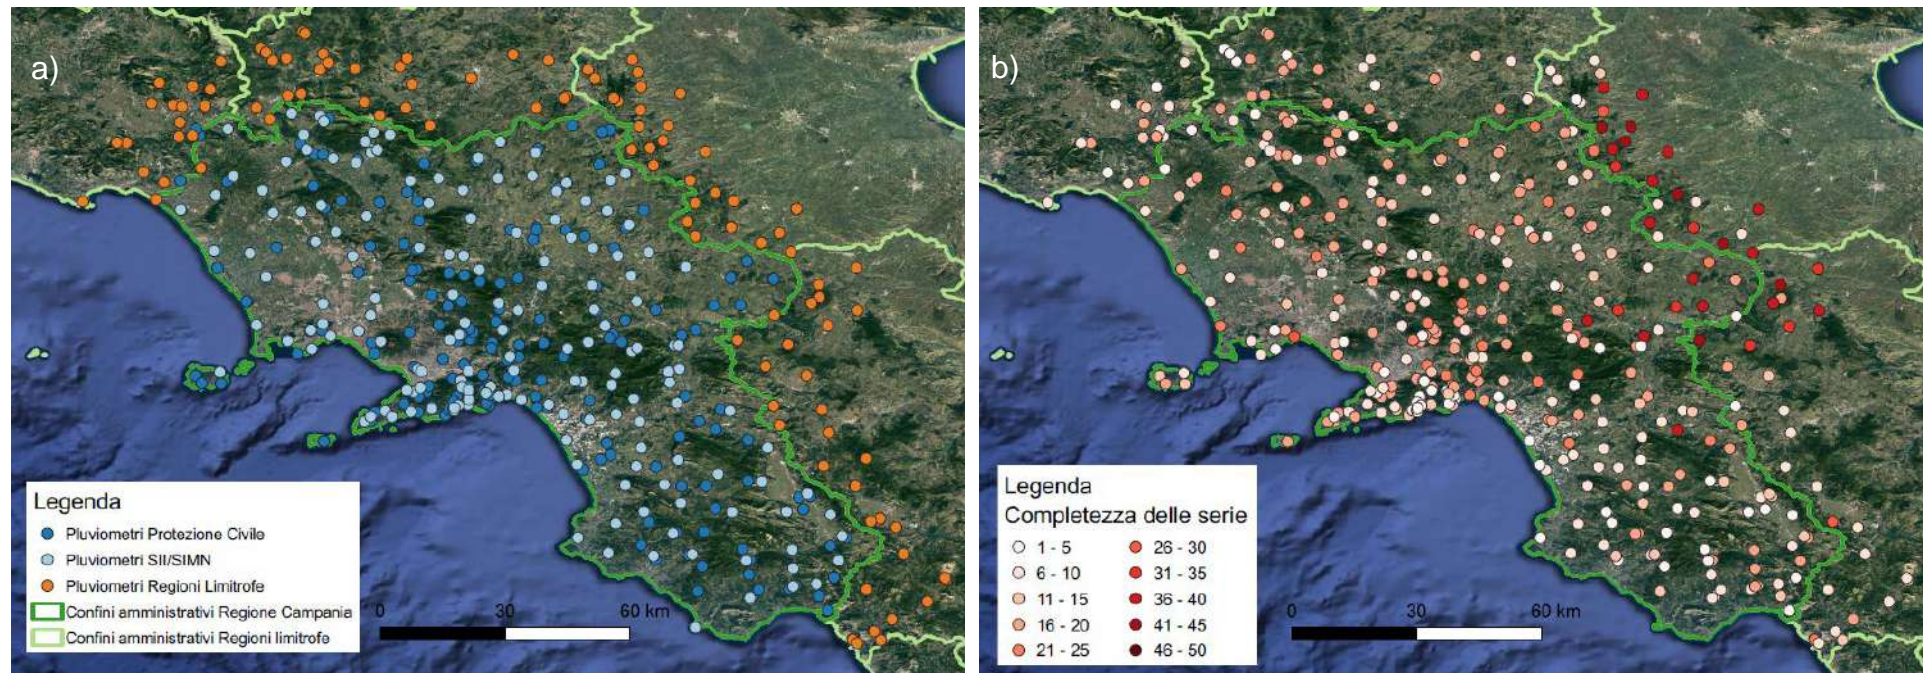 a)
Legenda
Pluviometri Protezione Civile
Pluviometri SII/SIMN
Pluviometri Regioni Limitrofe
Confini amministrativi Regione Campania
Confini amministrativi Regioni limitrofe
0 30 60 km
b)
Legenda
Completezza delle serie
1 - 5 26 - 30
6 - 10 31 - 35
11 - 15 36 - 40
16 - 20 41 - 45
21 - 25 46 - 50
0 30 60 km